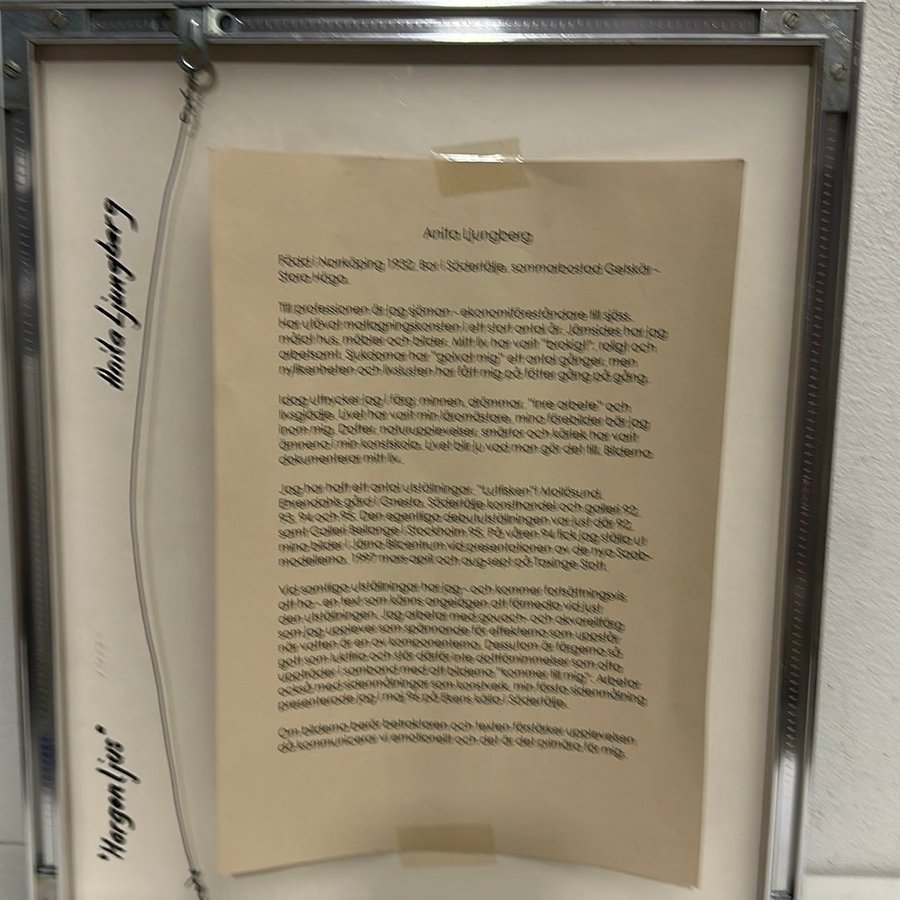 Anita Ljungberg
Född i Norrköping 1932. Bor i Södertälje, sommarbostad Getskär -
Stora Höga.
Till professionen är jag sjöman - ekonomiföreståndare till sjöss.
Har utövat matlagningskonsten i ett stort antal år. Jämsides har jag
målat hus, möbler och bilder. Mitt liv har varit "brokigt", roligt och
arbetsamt. Sjukdomar har "golvat mig" ett antal gånger, men
nyfikenheten och livslusten har fått mig på fötter gång på gång.
Idag uttrycker jag i färg; minnen, drömmar, "inre arbete" och
livsglädje. Livet har varit min läromästare, mina förebilder bär jag
inom mig. Dofter, naturupplevelser, smärtor och kärlek har varit
ämnena i min konstskola. Livet blir ju vad man gör det till. Bilderna
dokumenterar mitt liv.
Jag har haft ett antal utställningar. "Lutfisken" i Mollösund,
Ehrendahls gård i Gnesta, Södertälje konsthandel och galleri 92,
93, 94 och 95. Den egentliga debututställningen var just där 92,
samt Galleri Bellange i Stockholm 95. På våren 94 fick jag ställa ut
mina bilder i Järna Bilcentrum vid presentationen av de nya Saab-
modellerna. 1997 mars-april och aug-sept på Taxinge Slott.
Vid samtliga utställningar har jag - och kommer fortsättningsvis
att ha - en text som känns angelägen att förmedla vid just
den utställningen. Jag arbetar med gouach- och akvarellfärg
som jag upplever som spännande för effekterna som uppstår
när vatten är en av komponenterna. Dessutom är färgerna så
gott som luktfria och stör därför inte doftförnimmelser som ofta
uppträder i samband med att bilderna "kommer till mig". Arbetar
också med sidenmålningar som konstverk, min första sidenmålning
presenterade jag i maj 96 på Ekens källa i Södertälje.
Om bilderna berör betraktaren och texten förstärker upplevelsen
då kommunicerar vi emotionellt och det är det primära för mig.
Anita Ljungberg
"Morgonljus"